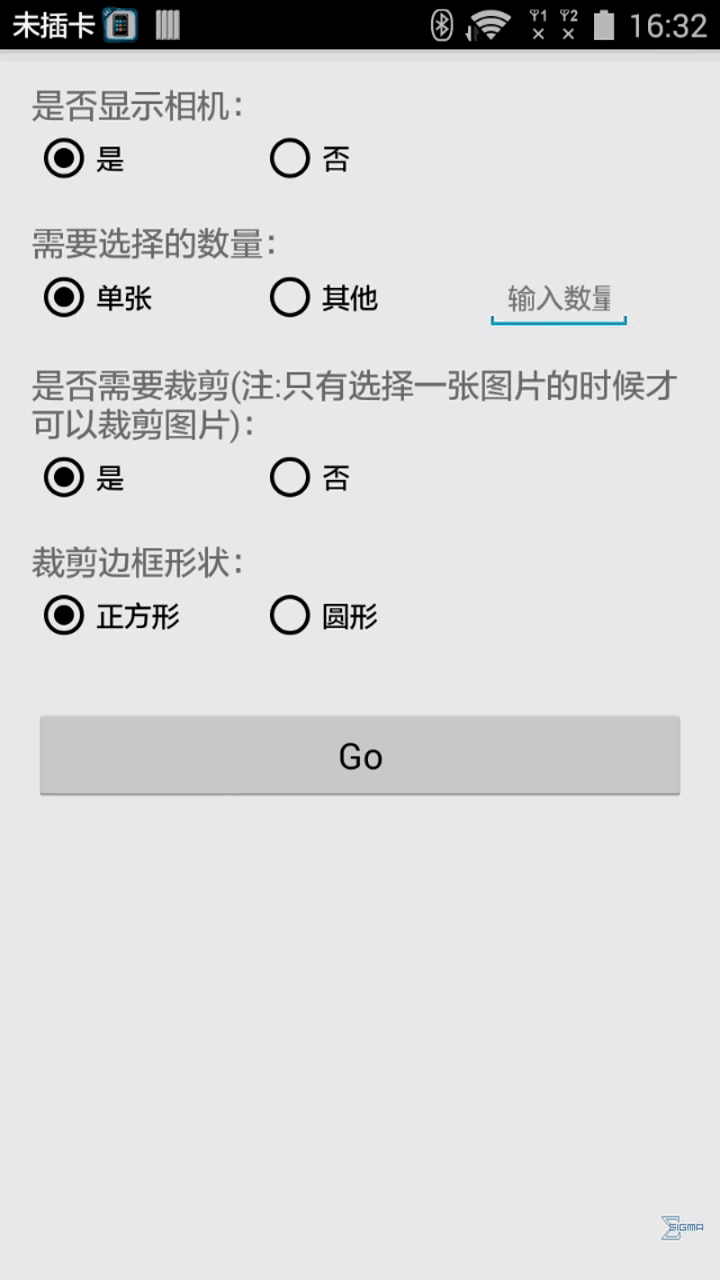 未插卡 1 2 16:32
是否显示相机：
是 否
需要选择的数量：
单张 其他 输入数量
是否需要裁剪(注:只有选择一张图片的时候才
可以裁剪图片)：
是 否
裁剪边框形状：
正方形 圆形
Go
SIGMA